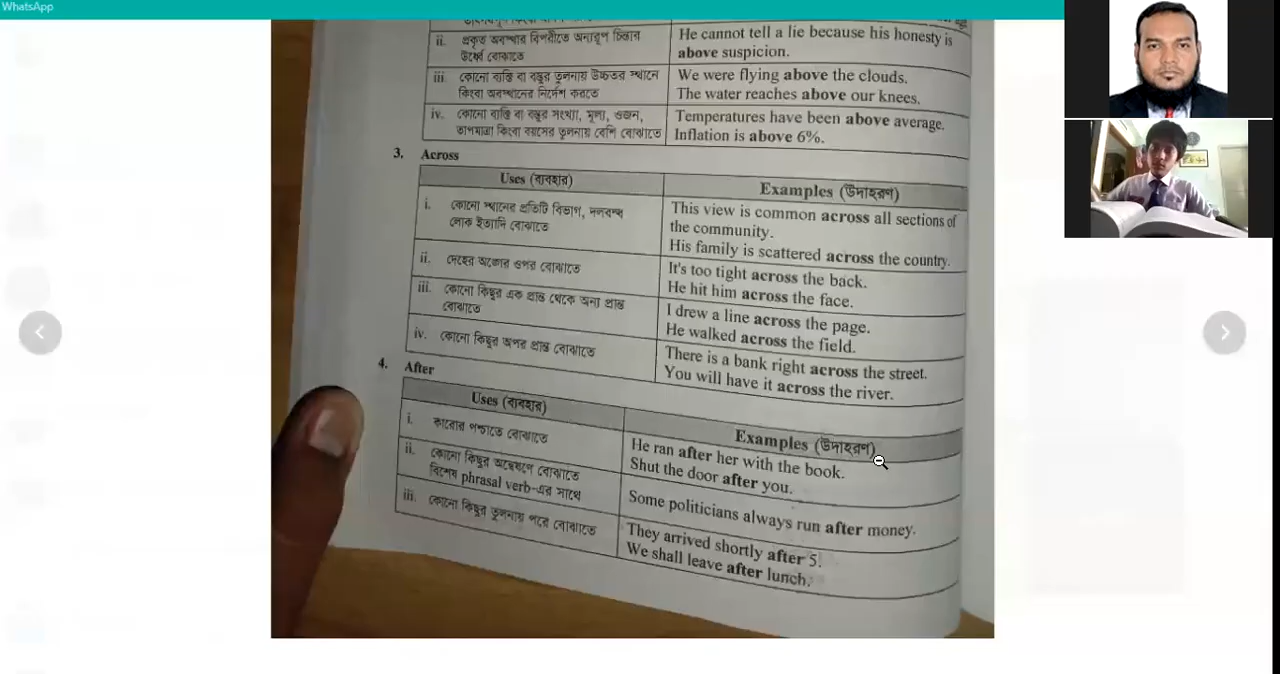 WhatsApp
ii. প্রকৃত অবস্থার বিপরীতে অন্যরূপ চিন্তার
উর্ধ্বে বোঝাতে
He cannot tell a lie because his honesty is
above suspicion.
iii. কোনো ব্যক্তি বা বস্তুর তুলনায় উচ্চতর স্থানে
কিংবা অবস্থানের নির্দেশ করতে
We were flying above the clouds.
The water reaches above our knees.
iv. কোনো ব্যক্তি বা বস্তুর সংখ্যা, মূল্য, ওজন,
তাপমাত্রা কিংবা বয়সের তুলনায় বেশি বোঝাতে
Temperatures have been above average.
Inflation is above 6%.
3. Across
Uses (ব্যবহার)
Examples (উদাহরণ)
i. কোনো স্থানের প্রতিটি বিভাগ, দলবদ্ধ
লোক ইত্যাদি বোঝাতে
This view is common across all sections of
the community.
His family is scattered across the country.
ii. দেহের অঙ্গের ওপর বোঝাতে
It's too tight across the back.
He hit him across the face.
iii. কোনো কিছুর এক প্রান্ত থেকে অন্য প্রান্ত
বোঝাতে
I drew a line across the page.
He walked across the field.
iv. কোনো কিছুর অপর প্রান্ত বোঝাতে
There is a bank right across the street.
You will have it across the river.
4. After
Uses (ব্যবহার)
Examples (উদাহরণ)
i. কারোর পশ্চাতে বোঝাতে
He ran after her with the book.
Shut the door after you.
ii. কোনো কিছুর অন্বেষণে বোঝাতে
বিশেষ phrasal verb-এর সাথে
Some politicians always run after money.
iii. কোনো কিছুর তুলনায় পরে বোঝাতে
They arrived shortly after 5.
We shall leave after lunch.